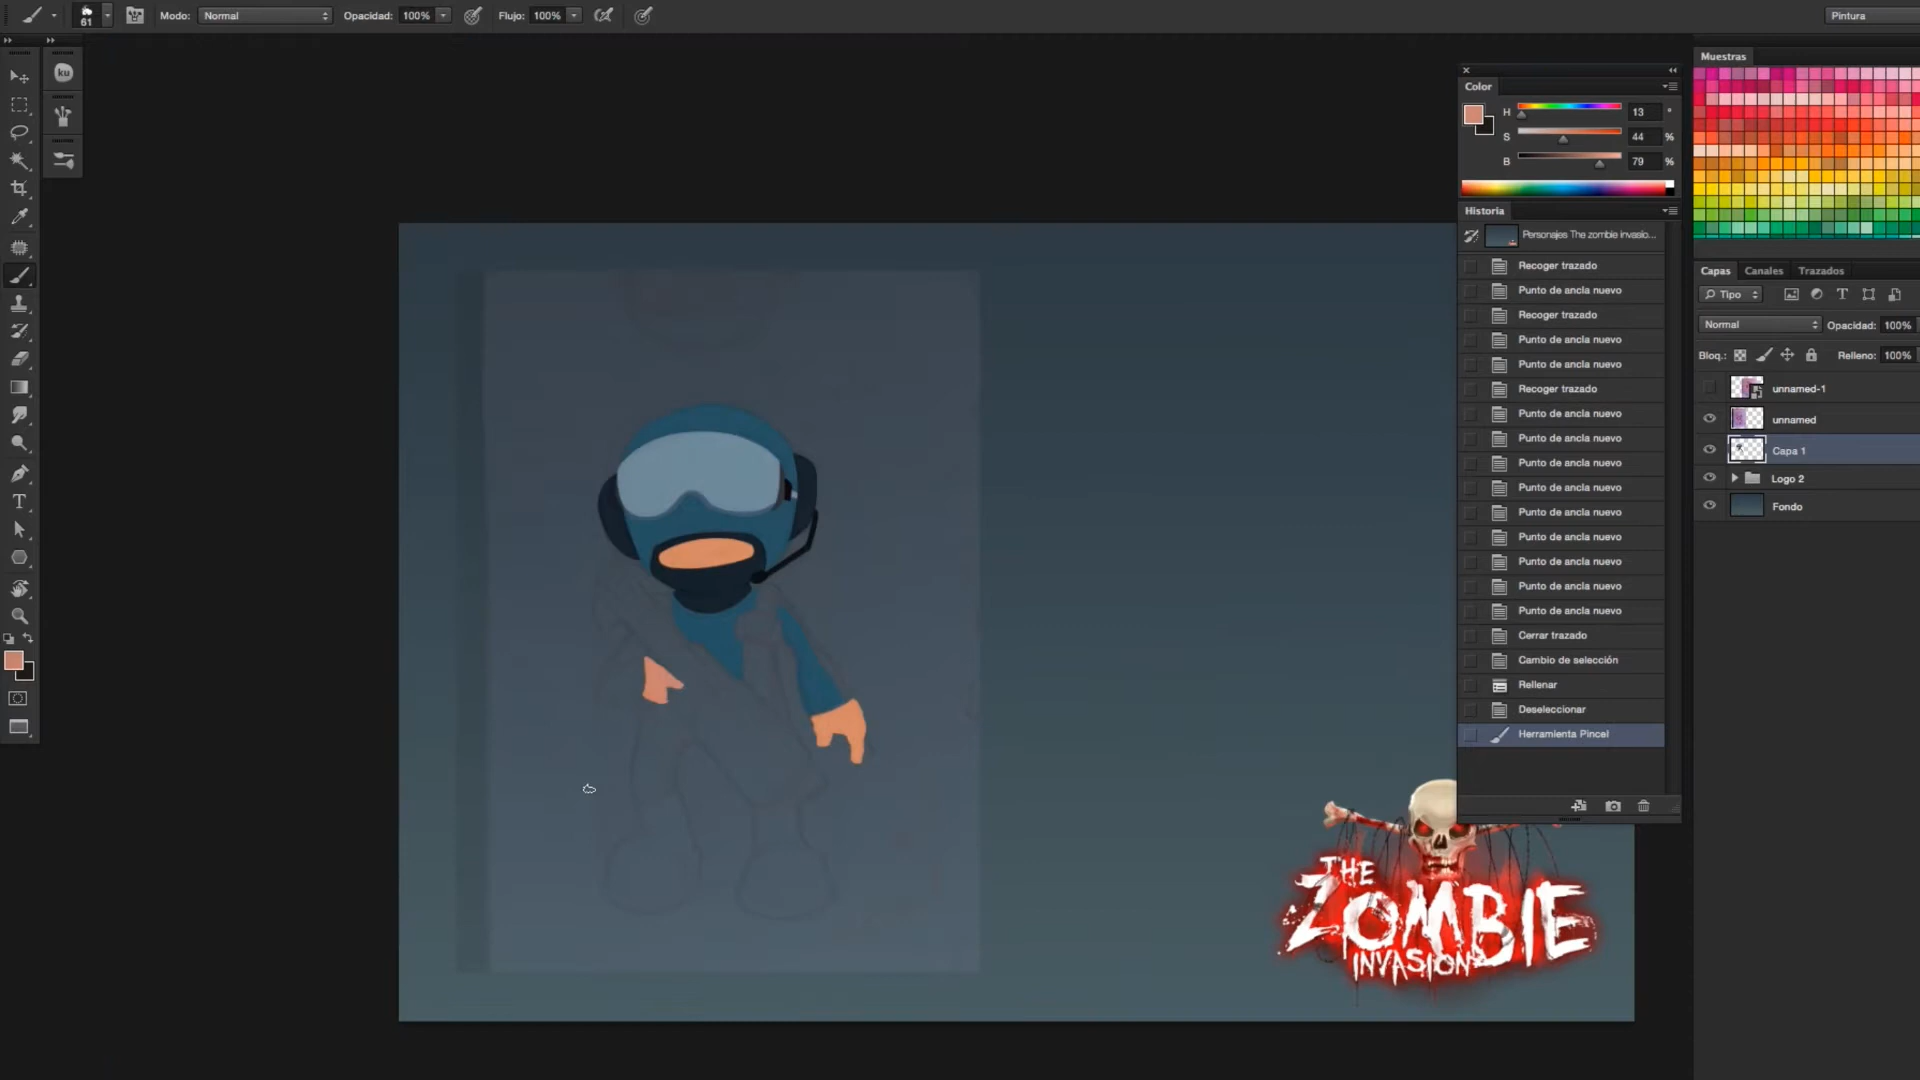 61
Modo: Normal
Opacidad: 100%
Flujo: 100%
Pintura
ku
Muestras
Color
H 13 °
S 44 %
B 79 %
Historia
Personajes The zombie invasio...
Recoger trazado
Punto de ancla nuevo
Recoger trazado
Punto de ancla nuevo
Punto de ancla nuevo
Recoger trazado
Punto de ancla nuevo
Punto de ancla nuevo
Punto de ancla nuevo
Punto de ancla nuevo
Punto de ancla nuevo
Punto de ancla nuevo
Punto de ancla nuevo
Punto de ancla nuevo
Punto de ancla nuevo
Cerrar trazado
Cambio de selección
Rellenar
Deseleccionar
Herramienta Pincel
Capas Canales Trazados
Tipo
Normal Opacidad: 100%
Bloq.: Relleno: 100%
unnamed-1
unnamed
Capa 1
Logo 2
Fondo
THE
ZOMBIE
INVASION